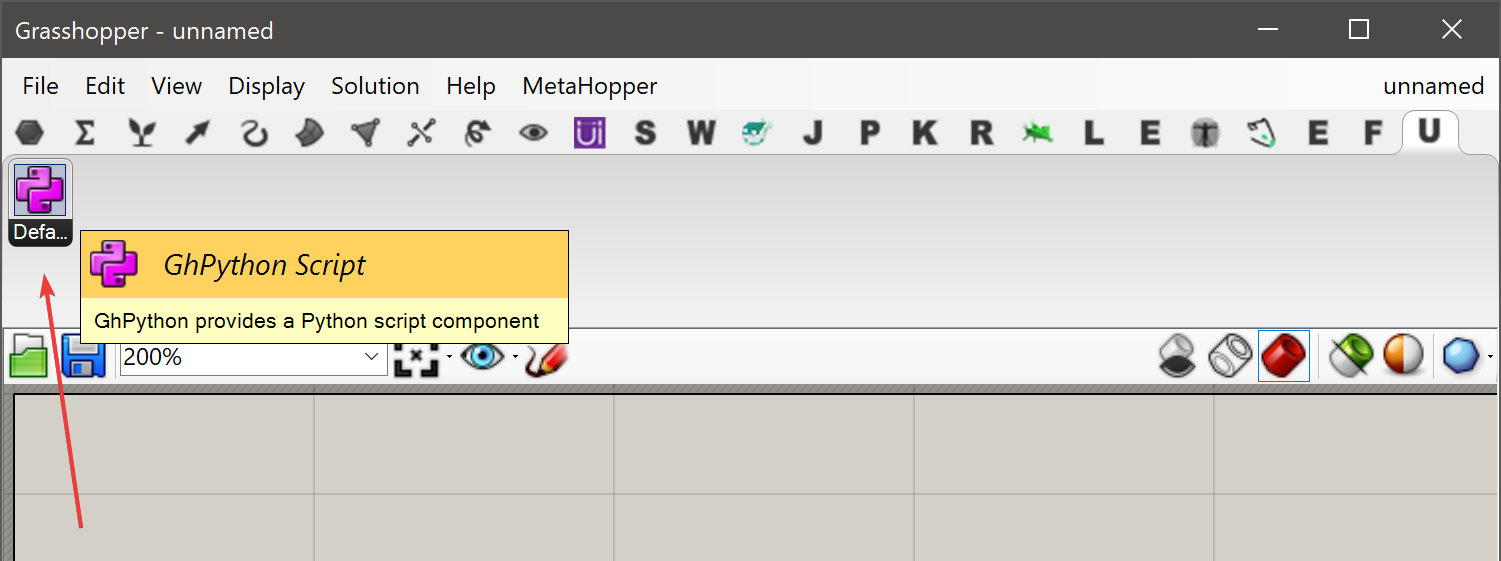 Grasshopper - unnamed
File Edit View Display Solution Help MetaHopper unnamed
Σ Ui S W J P K R L E E F U
Defa...
GhPython Script
GhPython provides a Python script component
200%